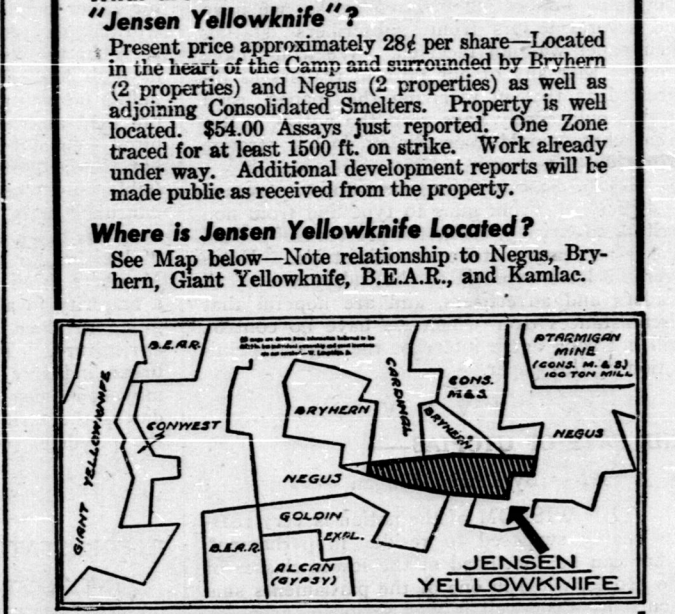 "Jensen Yellowknife"?
Present price approximately 28¢ per share—Located
in the heart of the Camp and surrounded by Bryhern
(2 properties) and Negus (2 properties) as well as
adjoining Consolidated Smelters. Property is well
located. $54.00 Assays just reported. One Zone
traced for at least 1500 ft. on strike. Work already
under way. Additional development reports will be
made public as received from the property.
Where is Jensen Yellowknife Located?
See Map below—Note relationship to Negus, Bry-
hern, Giant Yellowknife, B.E.A.R., and Kamlac.
B.E.A.R.
PTARMIGAN
MINE
(CONS. M. & S.)
100 TON MILL
CARDINAL
CONS.
M&S.
GIANT YELLOWKNIFE
CONWEST
BRYHERN
BRYHERN
NEGUS
NEGUS
GOLDIN
EXPL.
B.E.A.R.
ALCAN
(GYPSY)
JENSEN
YELLOWKNIFE